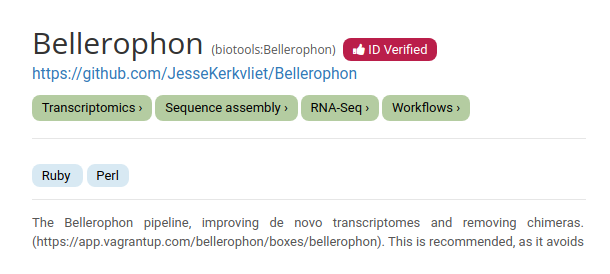 Bellerophon (biotools:Bellerophon) ID Verified
https://github.com/JesseKerkvliet/Bellerophon
Transcriptomics › Sequence assembly › RNA-Seq › Workflows ›
Ruby Perl
The Bellerophon pipeline, improving de novo transcriptomes and removing chimeras.
(https://app.vagrantup.com/bellerophon/boxes/bellerophon). This is recommended, as it avoids